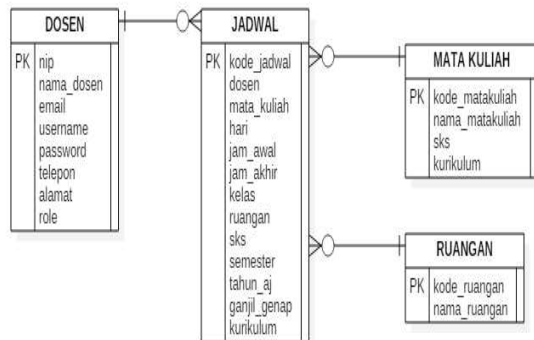 DOSEN
PK nip
nama_dosen
email
username
password
telepon
alamat
role
JADWAL
PK kode_jadwal
dosen
mata_kuliah
hari
jam_awal
jam_akhir
kelas
ruangan
sks
semester
tahun_aj
ganjil_genap
kurikulum
MATA KULIAH
PK kode_matakuliah
nama_matakuliah
sks
kurikulum
RUANGAN
PK kode_ruangan
nama_ruangan